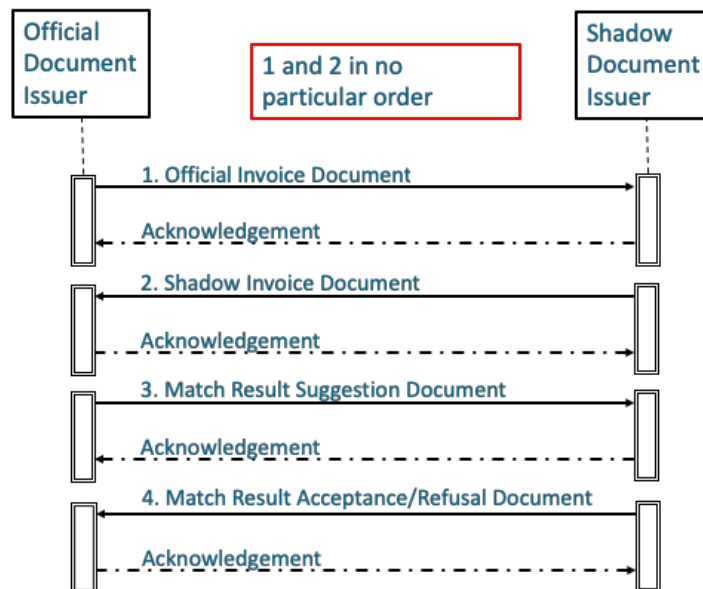 Official
Document
Issuer
1 and 2 in no
particular order
Shadow
Document
Issuer
1. Official Invoice Document
Acknowledgement
2. Shadow Invoice Document
Acknowledgement
3. Match Result Suggestion Document
Acknowledgement
4. Match Result Acceptance/Refusal Document
Acknowledgement